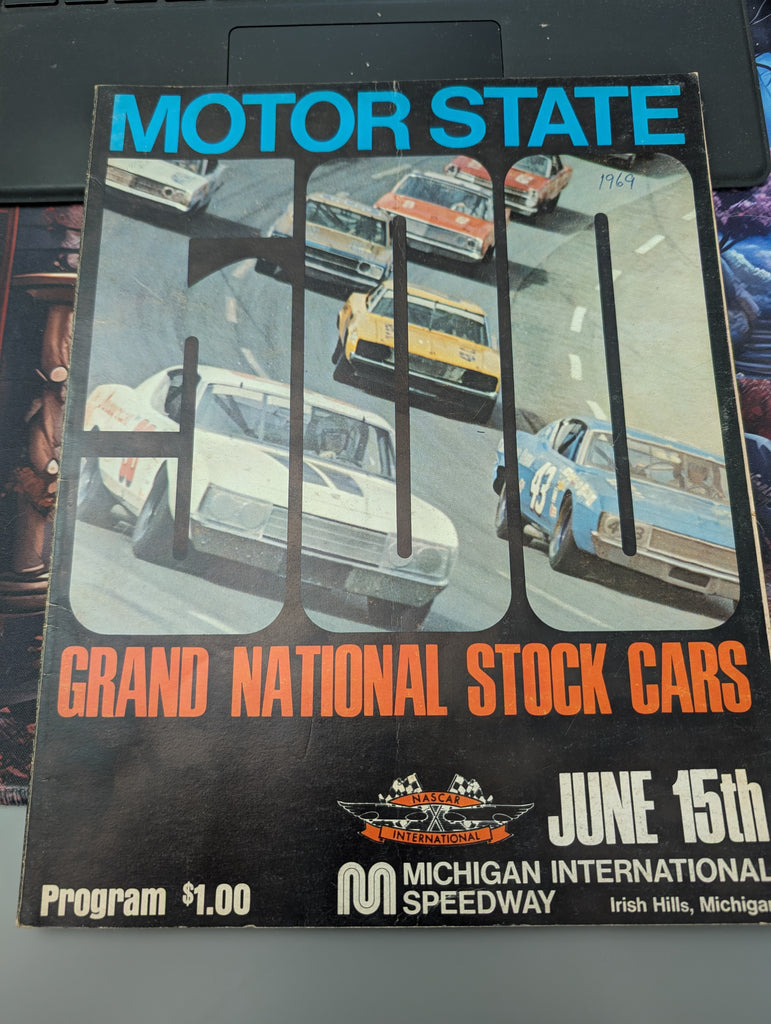 MOTOR STATE
500
1969
43
GRAND NATIONAL STOCK CARS
NASCAR
INTERNATIONAL
JUNE 15th
MICHIGAN INTERNATIONAL
SPEEDWAY
Irish Hills, Michigan
Program $1.00